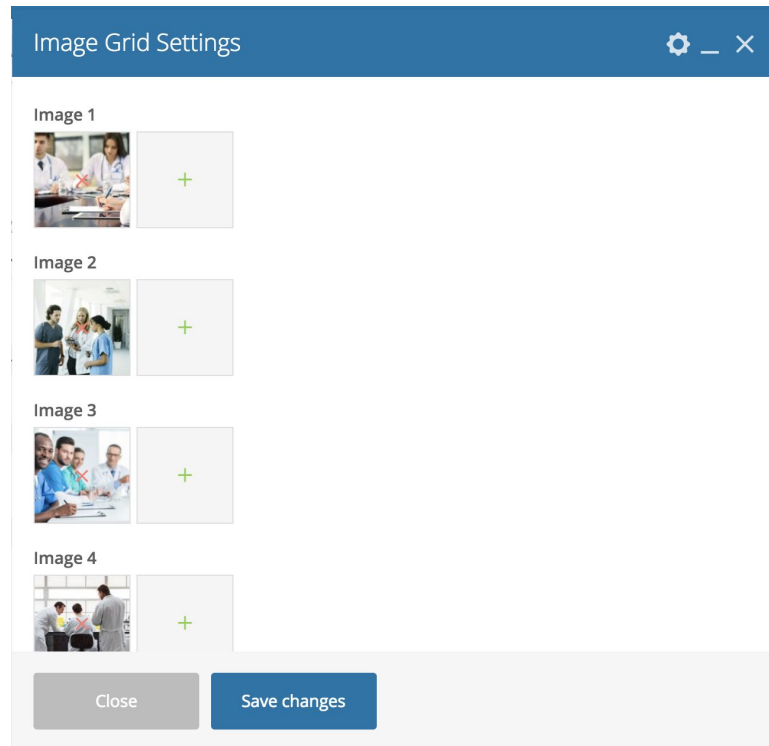 Image Grid Settings
Image 1
+
Image 2
+
Image 3
+
Image 4
+
Close
Save changes